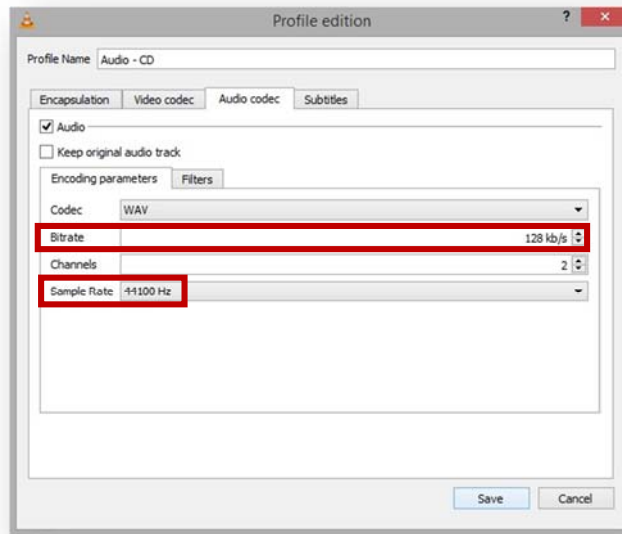 Profile edition
?
Profile Name Audio - CD
Encapsulation Video codec Audio codec Subtitles
Audio
Keep original audio track
Encoding parameters Filters
Codec WAV
Bitrate 128 kb/s
Channels 2
Sample Rate 44100 Hz
Save Cancel